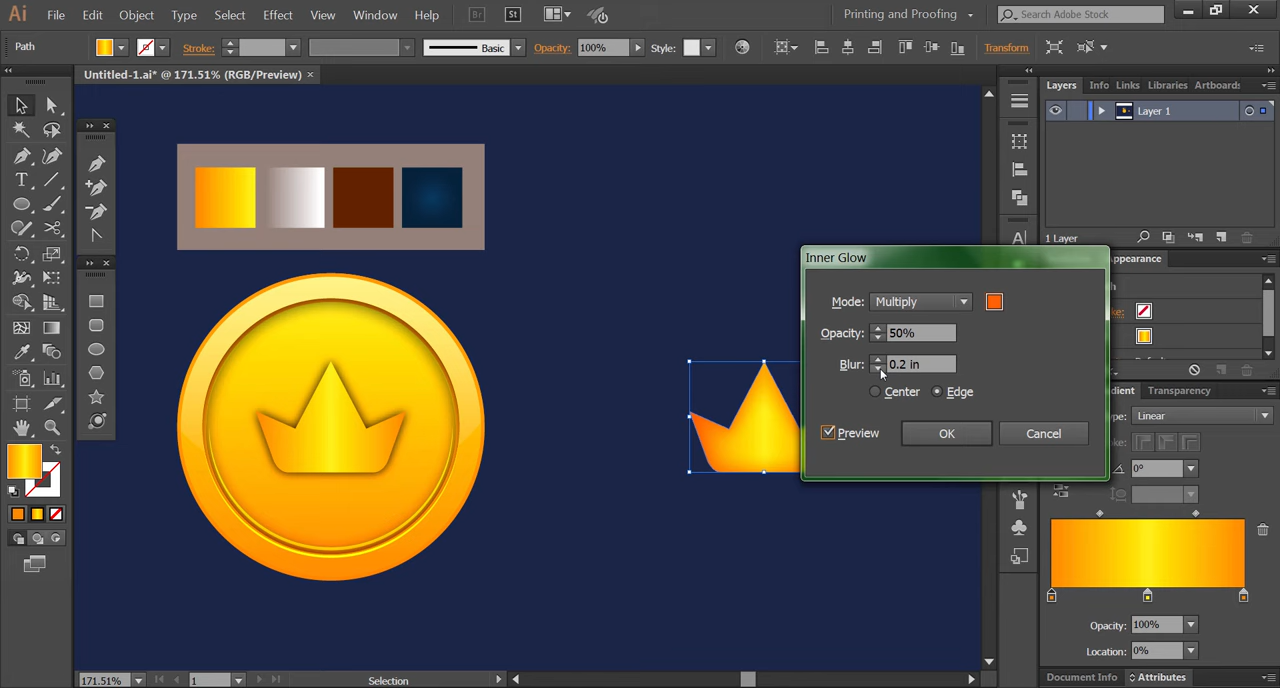 Ai File Edit Object Type Select Effect View Window Help Br St Printing and Proofing Search Adobe Stock
Path Stroke: Basic Opacity: 100% Style: Transform
Untitled-1.ai* @ 171.51% (RGB/Preview) ×
Layers Info Links Libraries Artboards
Layer 1
1 Layer
Inner Glow
Mode: Multiply
Opacity: 50%
Blur: 0.2 in
Center Edge
Preview OK Cancel
Appearance
Transparency
Linear
0°
Opacity: 100%
Location: 0%
171.51% 1 Selection
Document Info Attributes